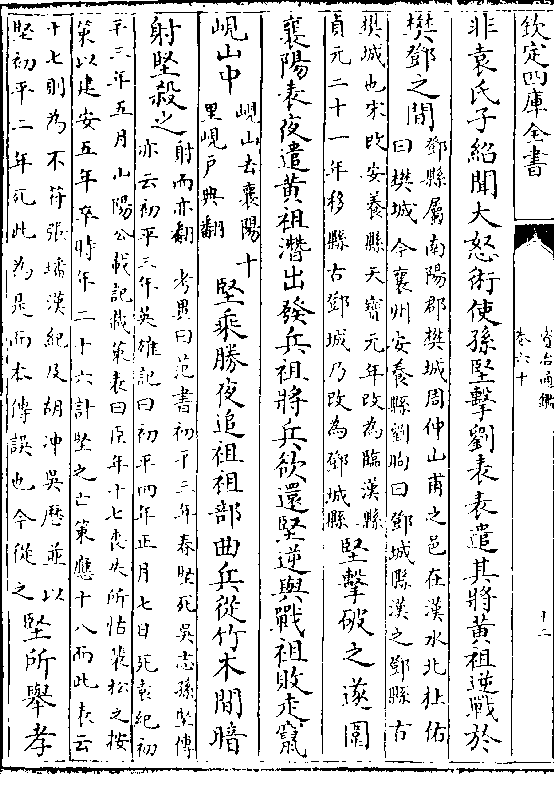 欽定四庫全書
資治通鑑
卷六十
十二
非袁氏子紹聞大怒術使孫堅擊劉表表遣其將黃祖逆戰於
樊鄧之間
鄧縣屬南陽郡樊城周仲山甫之邑在漢水北杜佑
曰樊城今襄州安養縣劉昫曰鄧城縣漢之鄧縣古
樊城也宋改安養縣天寶元年改為臨漢縣
貞元二十一年移縣古鄧城乃改為鄧城縣
堅擊破之遂圍
襄陽表夜遣黃祖潛出發兵祖將兵欲還堅逆與戰祖敗走竄
峴山中
峴山去襄陽十
里峴戶典翻
堅乘勝夜追祖祖部曲兵從竹木間暗
射堅殺之
射而亦翻 考異曰范書初平三年春堅死吳志孫堅傳
亦云初平三年英雄記曰初平四年正月七日死袁紀初
平三年五月山陽公載記載策表曰臣年十七喪失所怙裴松之按
策以建安五年卒時年二十六計堅之亡策應十八而此表云
十七則為不符張璠漢紀及胡沖吳歷並以
堅初平二年死此為是而本傳誤也今從之
堅所舉孝